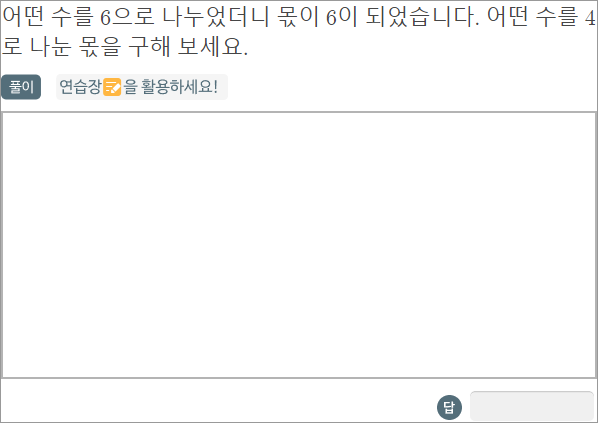 어떤 수를 6으로 나누었더니 몫이 6이 되었습니다. 어떤 수를 4
로 나눈 몫을 구해 보세요.
풀이 연습장을 활용하세요!
답